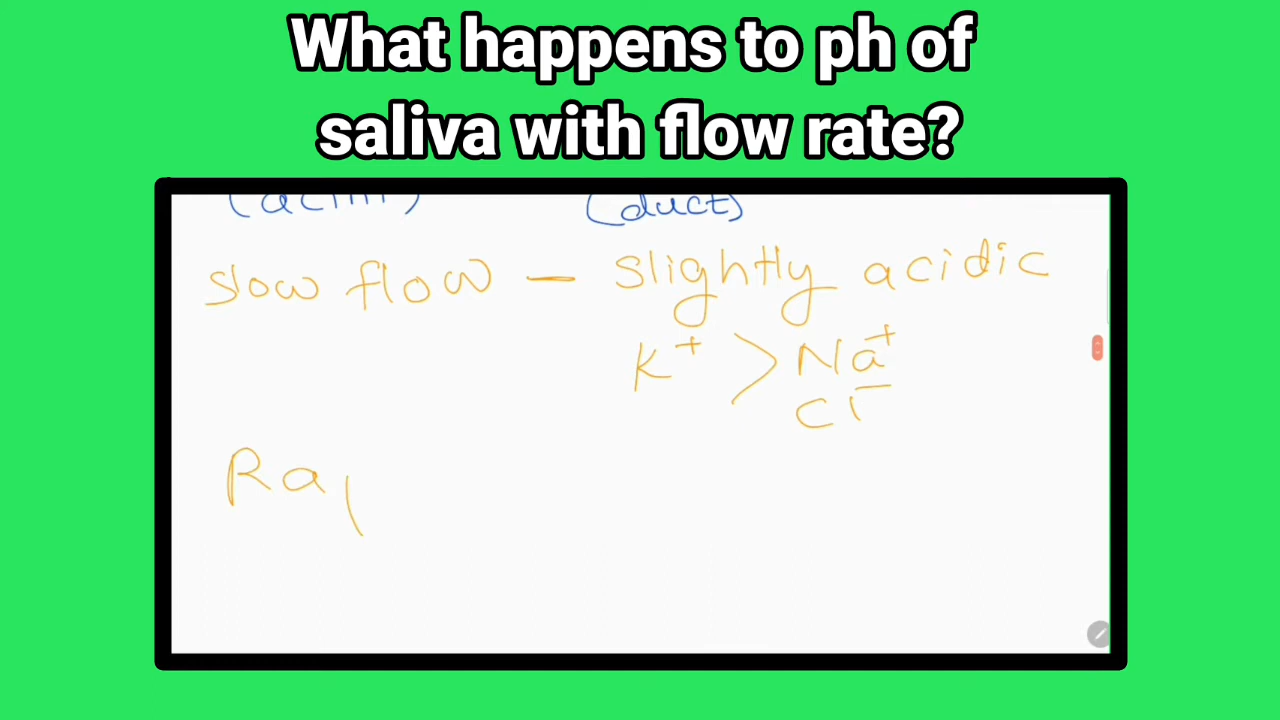 What happens to ph of
saliva with flow rate?
(duct)
slow flow – slightly acidic
K⁺ > Na⁺
Cl⁻
Ra